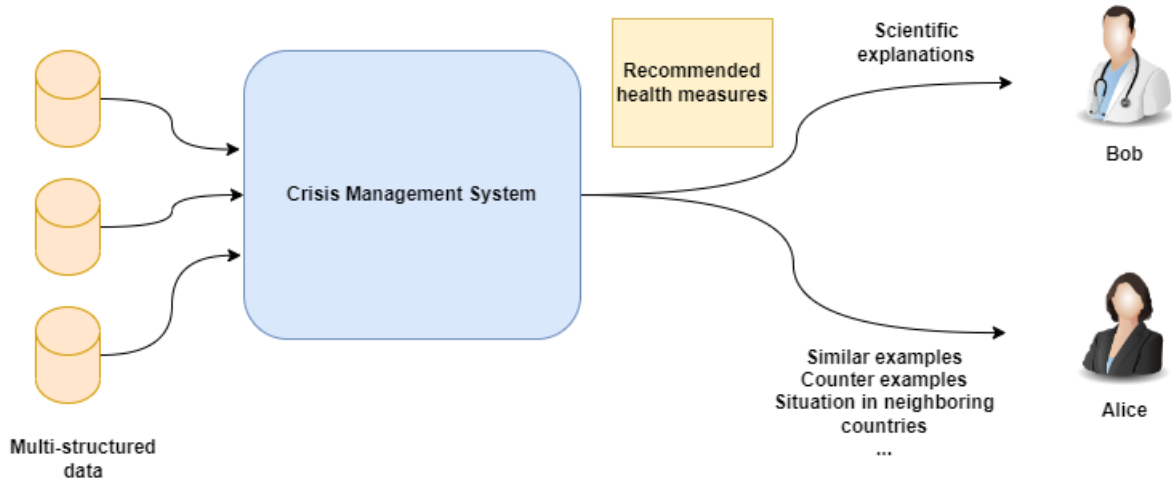 Scientific
explanations
Recommended
health measures
Bob
Crisis Management System
Similar examples
Counter examples
Situation in neighboring
countries
...
Alice
Multi-structured
data